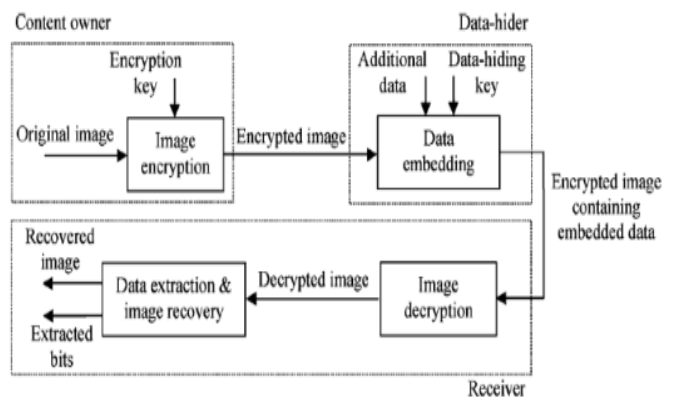 Content owner
Data-hider
Encryption
key
Additional
data
Data-hiding
key
Original image
Image
encryption
Encrypted image
Data
embedding
Encrypted image
containing
embedded data
Recovered
image
Data extraction &
image recovery
Decrypted image
Image
decryption
Extracted
bits
Receiver